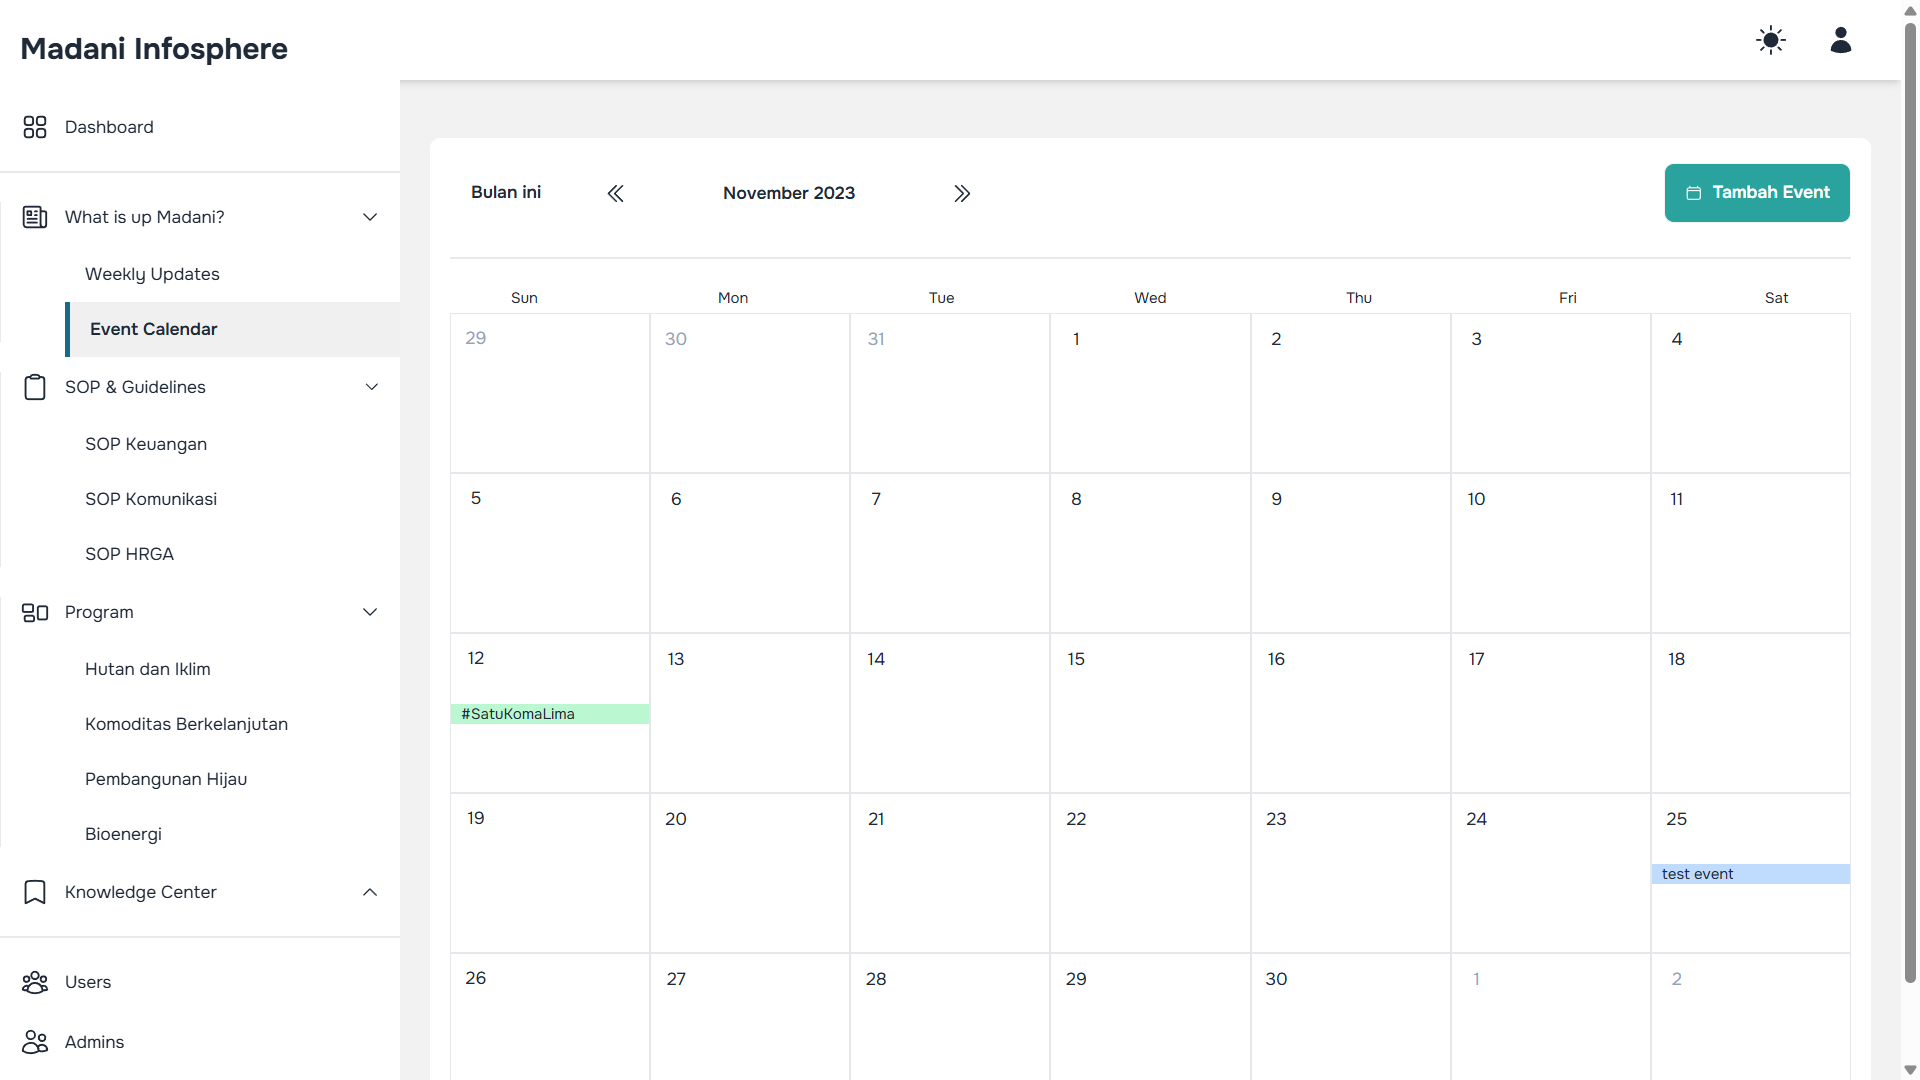 Madani Infosphere
Dashboard
What is up Madani?
Weekly Updates
Event Calendar
SOP & Guidelines
SOP Keuangan
SOP Komunikasi
SOP HRGA
Program
Hutan dan Iklim
Komoditas Berkelanjutan
Pembangunan Hijau
Bioenergi
Knowledge Center
Users
Admins
Bulan ini November 2023 Tambah Event
Sun Mon Tue Wed Thu Fri Sat
29 30 31 1 2 3 4
5 6 7 8 9 10 11
12 13 14 15 16 17 18
#SatuKomaLima
19 20 21 22 23 24 25
test event
26 27 28 29 30 1 2